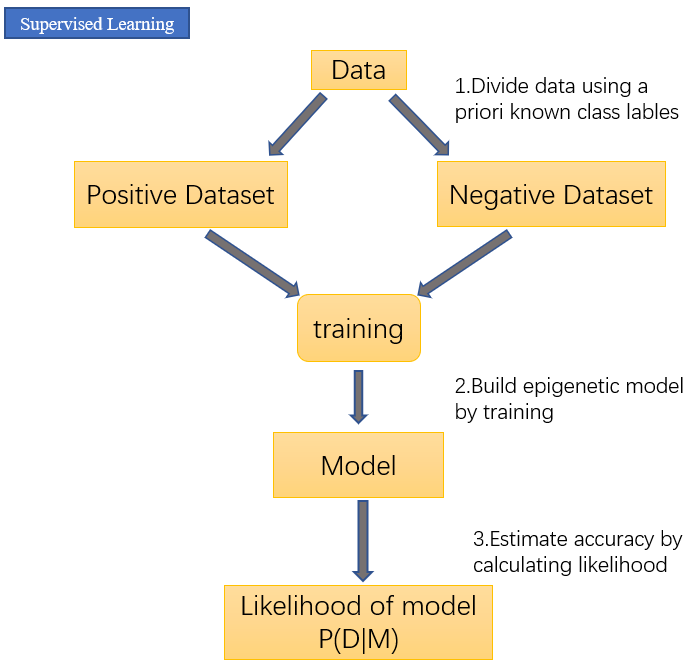 Supervised Learning
Data
1.Divide data using a
priori known class lables
Positive Dataset
Negative Dataset
training
2.Build epigenetic model
by training
Model
3.Estimate accuracy by
calculating likelihood
Likelihood of model
P(D|M)